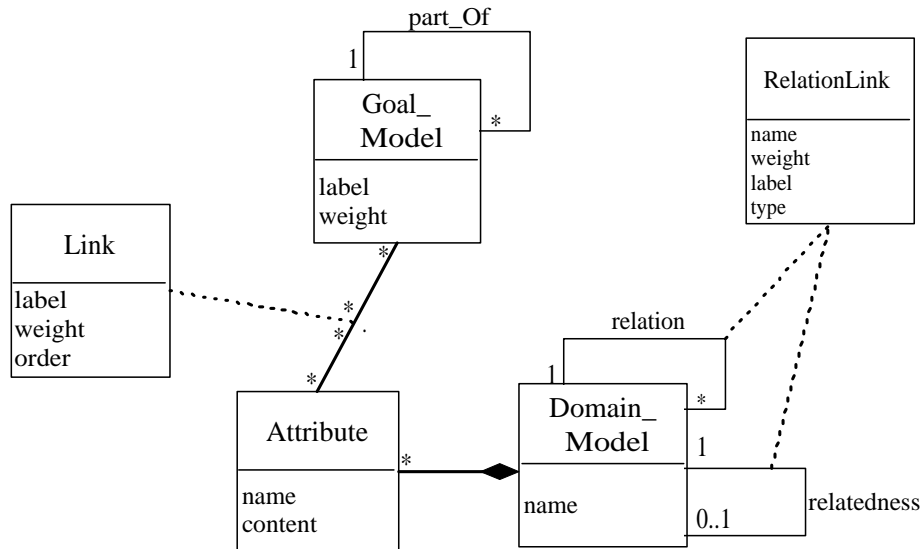 part_Of
1
Goal_
Model
*
label
weight
RelationLink
name
weight
label
type
Link
label
weight
order
*
*
*
*
relation
1
*
Attribute
name
content
*
Domain_
Model
name
1
0..1
relatedness